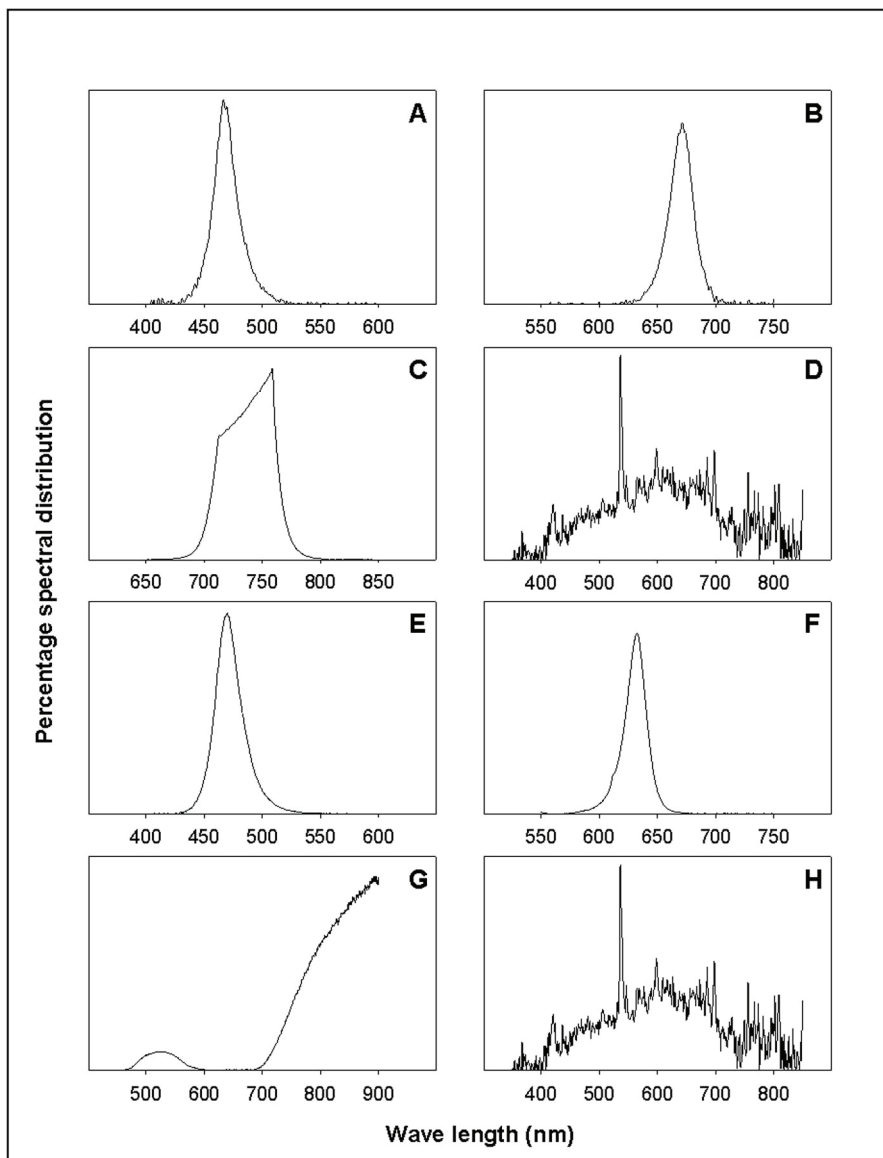 A
B
400 450 500 550 600
550 600 650 700 750
C
D
650 700 750 800 850
400 500 600 700 800
Percentage spectral distribution
E
F
400 450 500 550 600
550 600 650 700 750
G
H
500 600 700 800 900
400 500 600 700 800
Wave length (nm)